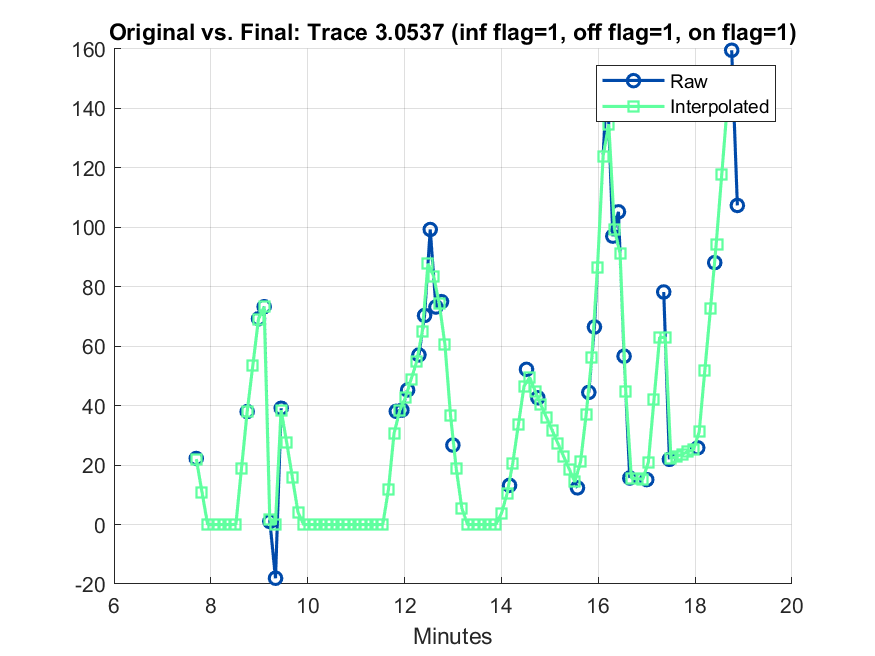 Original vs. Final: Trace 3.0537 (inf flag=1, off flag=1, on flag=1)
160
140
120
100
80
60
40
20
0
-20
Raw
Interpolated
6 8 10 12 14 16 18 20
Minutes